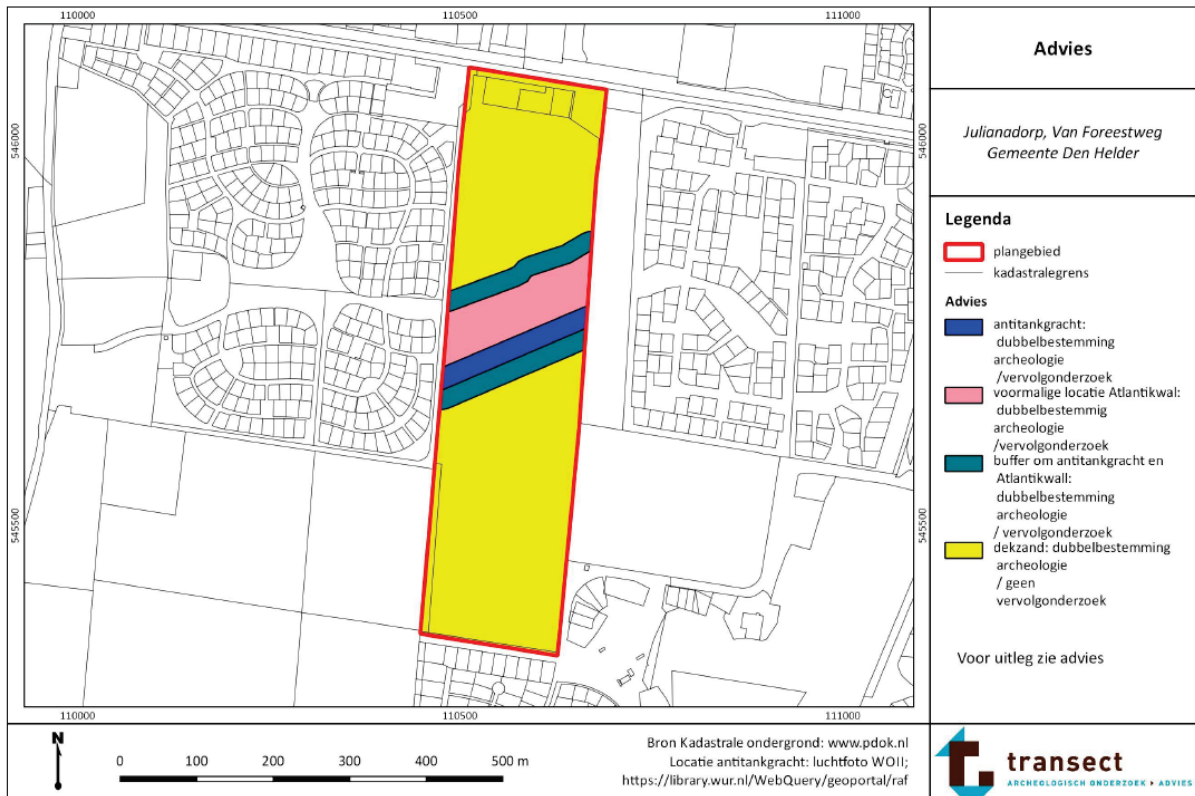 110000
110500
111000
546000
546000
545500
545500
110000
110500
111000
Advies
Julianadorp, Van Foreestweg
Gemeente Den Helder
Legenda
plangebied
kadastralegrens
Advies
antitankgracht:
dubbelbestemming
archeologie
/vervolgonderzoek
voormalige locatie Atlantikwal:
dubbelbestemmig
archeologie
/vervolgonderzoek
buffer om antitankgracht en
Atlantikwall:
dubbelbestemming
archeologie
/ vervolgonderzoek
dekzand: dubbelbestemming
archeologie
/ geen
vervolgonderzoek
Voor uitleg zie advies
N
0 100 200 300 400 500 m
Bron Kadastrale ondergrond: www.pdok.nl
Locatie antitankgracht: luchtfoto WOII;
https://library.wur.nl/WebQuery/geoportal/raf
transect
ARCHEOLOGISCH ONDERZOEK ▸ ADVIES